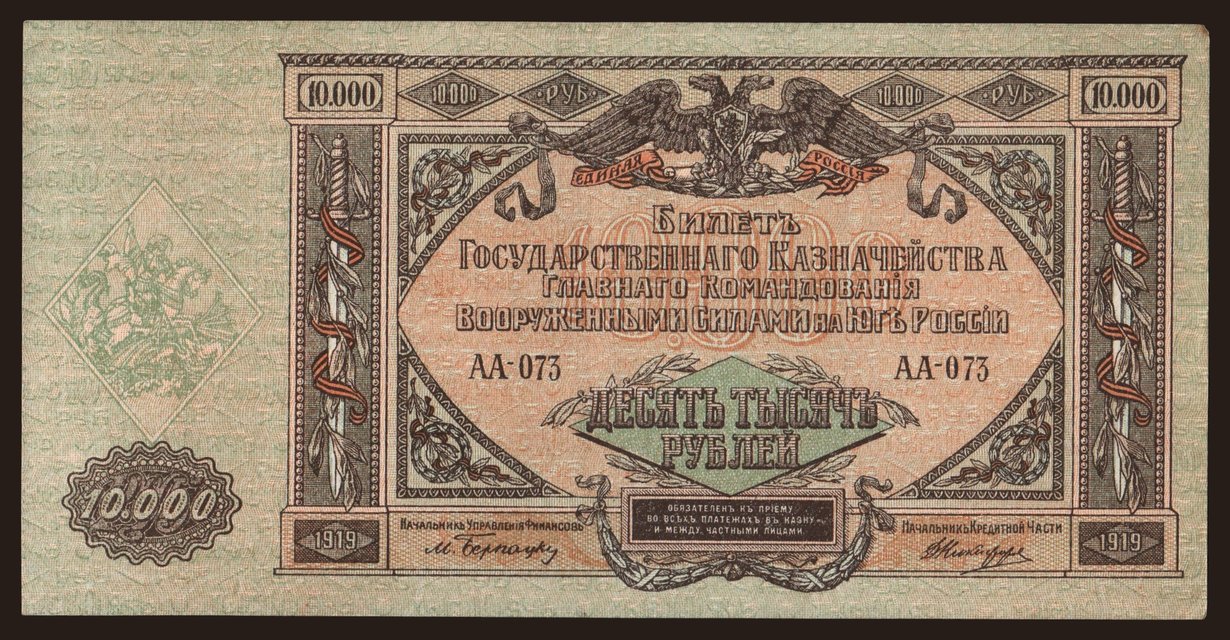 10.000
10.000
РУБ.
10.000
РУБ.
10.000
ЕДИНАЯ
РОССІЯ
БИЛЕТЪ
ГОСУДАРСТВЕННАГО КАЗНАЧЕЙСТВА
ГЛАВНАГО КОМАНДОВАНІЯ
ВООРУЖЕННЫМИ СИЛАМИ НА ЮГѢ РОССІИ
АА-073
АА-073
ДЕСЯТЬ ТЫСЯЧЪ
РУБЛЕЙ
10.000
ОБЯЗАТЕЛЕНЪ КЪ ПРІЕМУ
ВО ВСѢХЪ ПЛАТЕЖАХЪ ВЪ КАЗНУ
И МЕЖДУ ЧАСТНЫМИ ЛИЦАМИ.
НАЧАЛЬНИКЪ УПРАВЛЕНІЯ ФИНАНСОВЪ
НАЧАЛЬНИКЪ КРЕДИТНОЙ ЧАСТИ
1919
1919